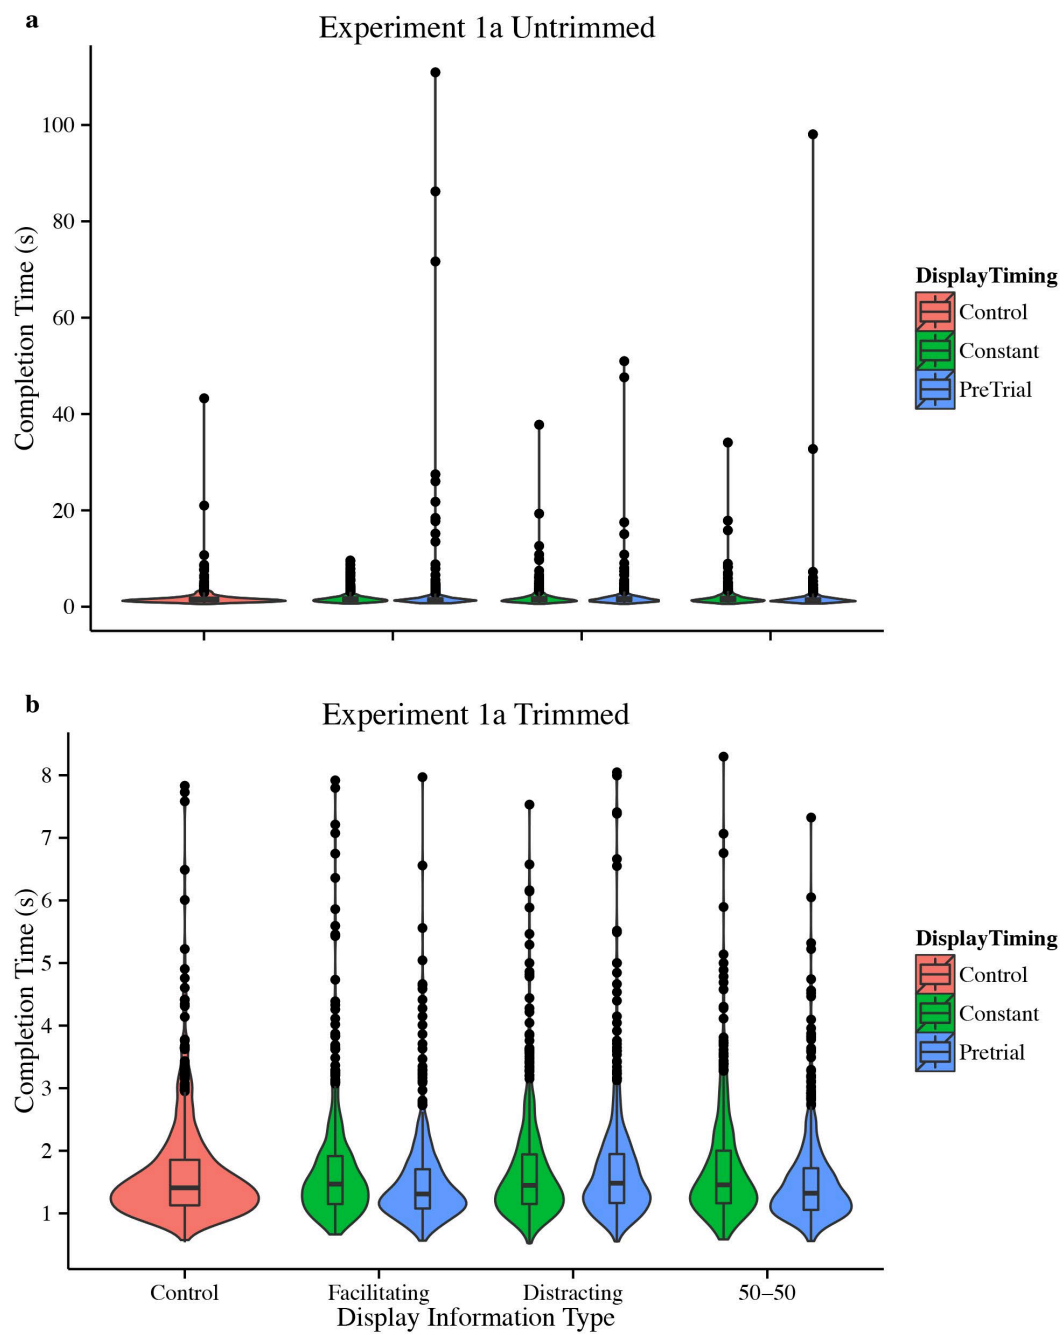 a
Experiment 1a Untrimmed
Completion Time (s)
100
80
60
40
20
0
DisplayTiming
Control
Constant
PreTrial
b
Experiment 1a Trimmed
Completion Time (s)
8
7
6
5
4
3
2
1
DisplayTiming
Control
Constant
Pretrial
Control Facilitating Distracting 50−50
Display Information Type